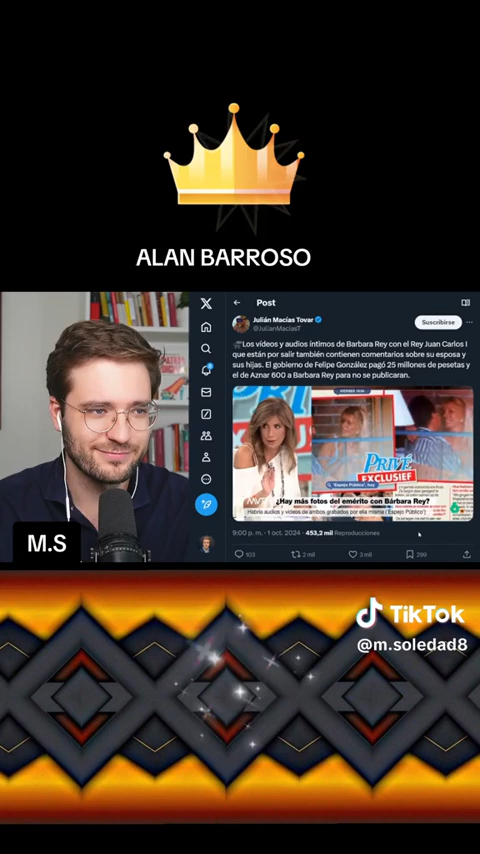 ALAN BARROSO
Post
Julián Macías Tovar
@JulianMaciasT
Suscribirse
Los vídeos y audios íntimos de Barbara Rey con el Rey Juan Carlos I
que están por salir también contienen comentarios sobre su esposa y
sus hijas. El gobierno de Felipe González pagó 25 millones de pesetas y
el de Aznar 600 a Barbara Rey para no se publicaran.
PRIVÉ
EXCLUSIEF
'Espejo Público', hoy
¿Hay más fotos del emérito con Bárbara Rey?
Habría audios y vídeos de ambos grabados por ella misma ('Espejo Público')
9:00 p. m. · 1 oct. 2024 · 453,2 mil Reproducciones
103
2 mil
3 mil
299
M.S
TikTok
@m.soledad8